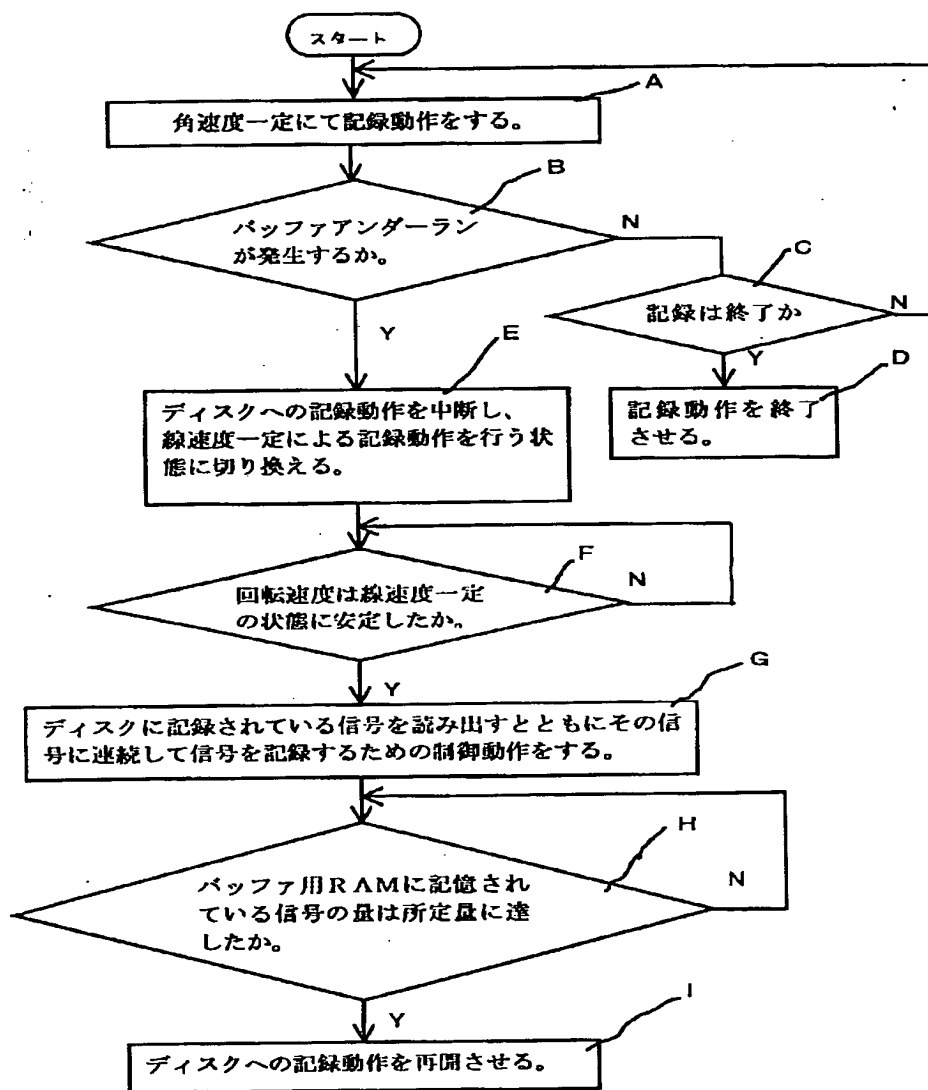 スタート
A
角速度一定にて記録動作をする。
B
バッファアンダーラン
が発生するか。
N
Y
C
記録は終了か
N
Y
D
記録動作を終了
させる。
E
ディスクへの記録動作を中断し、
線速度一定による記録動作を行う状
態に切り換える。
F
回転速度は線速度一定
の状態に安定したか。
N
Y
G
ディスクに記録されている信号を読み出すとともにその信
号に連続して信号を記録するための制御動作をする。
H
バッファ用RAMに記憶され
ている信号の量は所定量に達
したか。
N
Y
I
ディスクへの記録動作を再開させる。